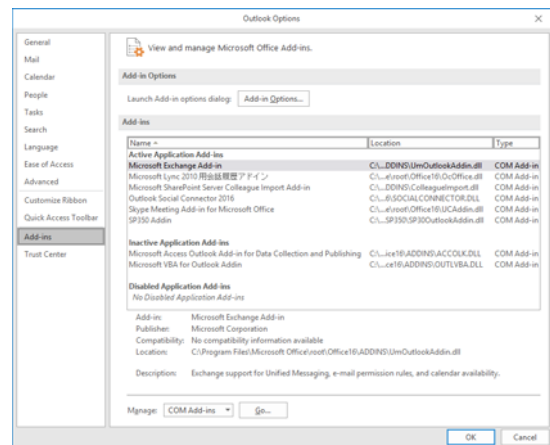 Outlook Options
General
Mail
Calendar
People
Tasks
Search
Language
Ease of Access
Advanced
Customize Ribbon
Quick Access Toolbar
Add-ins
Trust Center
View and manage Microsoft Office Add-ins.
Add-in Options
Launch Add-in options dialog: Add-in Options...
Add-ins
Name Location Type
Active Application Add-ins
Microsoft Exchange Add-in C:\...DDINS\UmOutlookAddin.dll COM Add-in
Microsoft Lync 2010 用会話履歴アドイン C:\...e\root\Office16\OcOffice.dll COM Add-in
Microsoft SharePoint Server Colleague Import Add-in C:\...DDINS\ColleagueImport.dll COM Add-in
Outlook Social Connector 2016 C:\...6\SOCIALCONNECTOR.DLL COM Add-in
Skype Meeting Add-in for Microsoft Office C:\...e\root\Office16\UCAddin.dll COM Add-in
SP350 Addin C:\...SP350\SP30OutlookAddin.dll COM Add-in
Inactive Application Add-ins
Microsoft Access Outlook Add-in for Data Collection and Publishing C:\...ice16\ADDINS\ACCOLK.DLL COM Add-in
Microsoft VBA for Outlook Addin C:\...ce16\ADDINS\OUTLVBA.DLL COM Add-in
Disabled Application Add-ins
No Disabled Application Add-ins
Add-in: Microsoft Exchange Add-in
Publisher: Microsoft Corporation
Compatibility: No compatibility information available
Location: C:\Program Files\Microsoft Office\root\Office16\ADDINS\UmOutlookAddin.dll
Description: Exchange support for Unified Messaging, e-mail permission rules, and calendar availability.
Manage: COM Add-ins Go...
OK Cancel